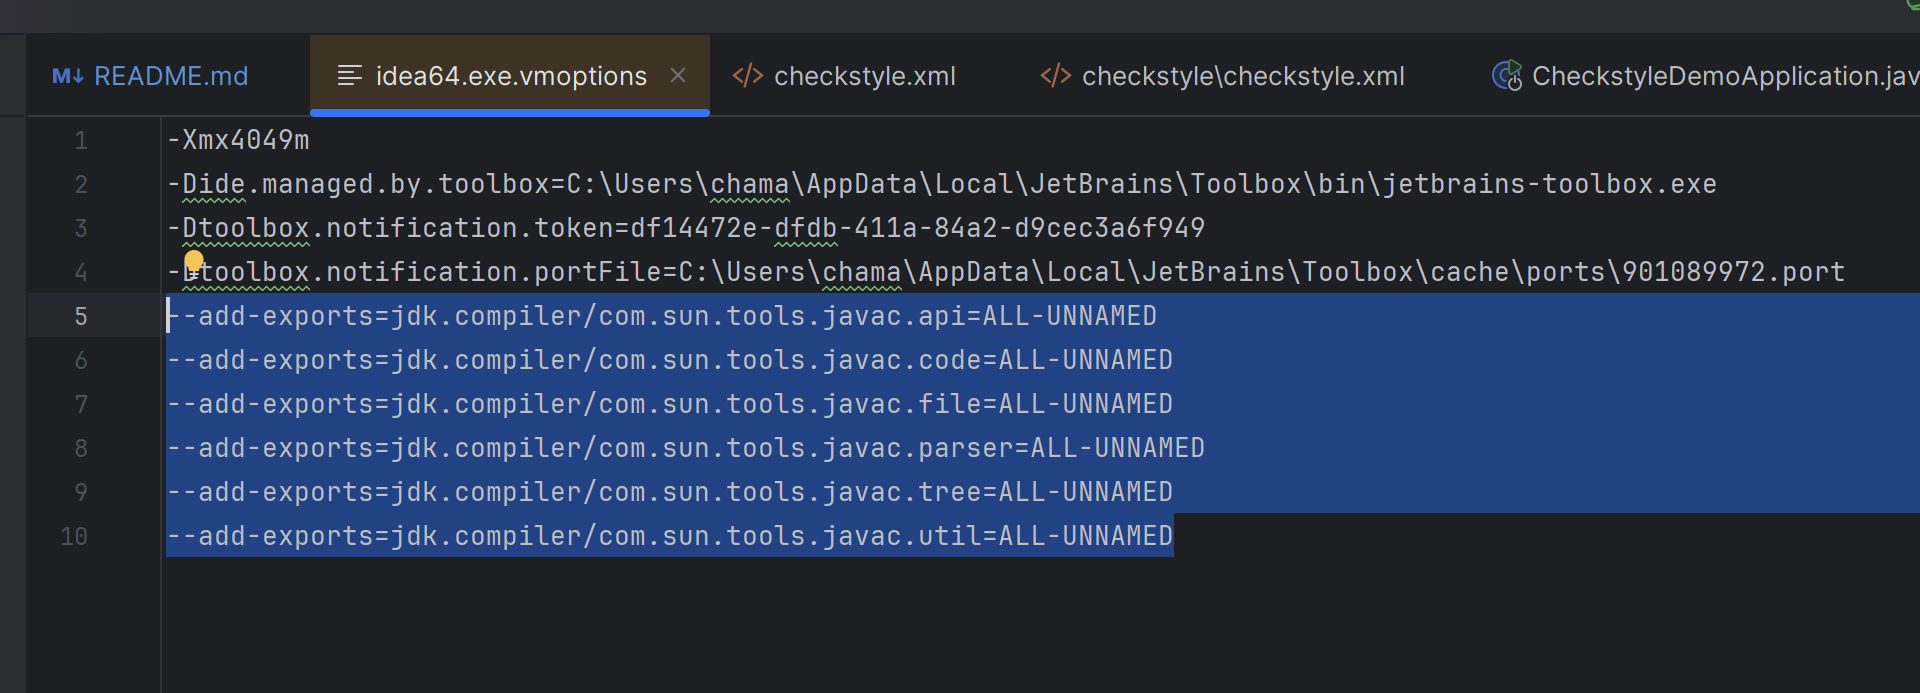 M↓ README.md
idea64.exe.vmoptions
</> checkstyle.xml
</> checkstyle\checkstyle.xml
CheckstyleDemoApplication.jav
1 -Xmx4049m
2 -Dide.managed.by.toolbox=C:\Users\chama\AppData\Local\JetBrains\Toolbox\bin\jetbrains-toolbox.exe
3 -Dtoolbox.notification.token=df14472e-dfdb-411a-84a2-d9cec3a6f949
4 -Dtoolbox.notification.portFile=C:\Users\chama\AppData\Local\JetBrains\Toolbox\cache\ports\901089972.port
5 --add-exports=jdk.compiler/com.sun.tools.javac.api=ALL-UNNAMED
6 --add-exports=jdk.compiler/com.sun.tools.javac.code=ALL-UNNAMED
7 --add-exports=jdk.compiler/com.sun.tools.javac.file=ALL-UNNAMED
8 --add-exports=jdk.compiler/com.sun.tools.javac.parser=ALL-UNNAMED
9 --add-exports=jdk.compiler/com.sun.tools.javac.tree=ALL-UNNAMED
10 --add-exports=jdk.compiler/com.sun.tools.javac.util=ALL-UNNAMED